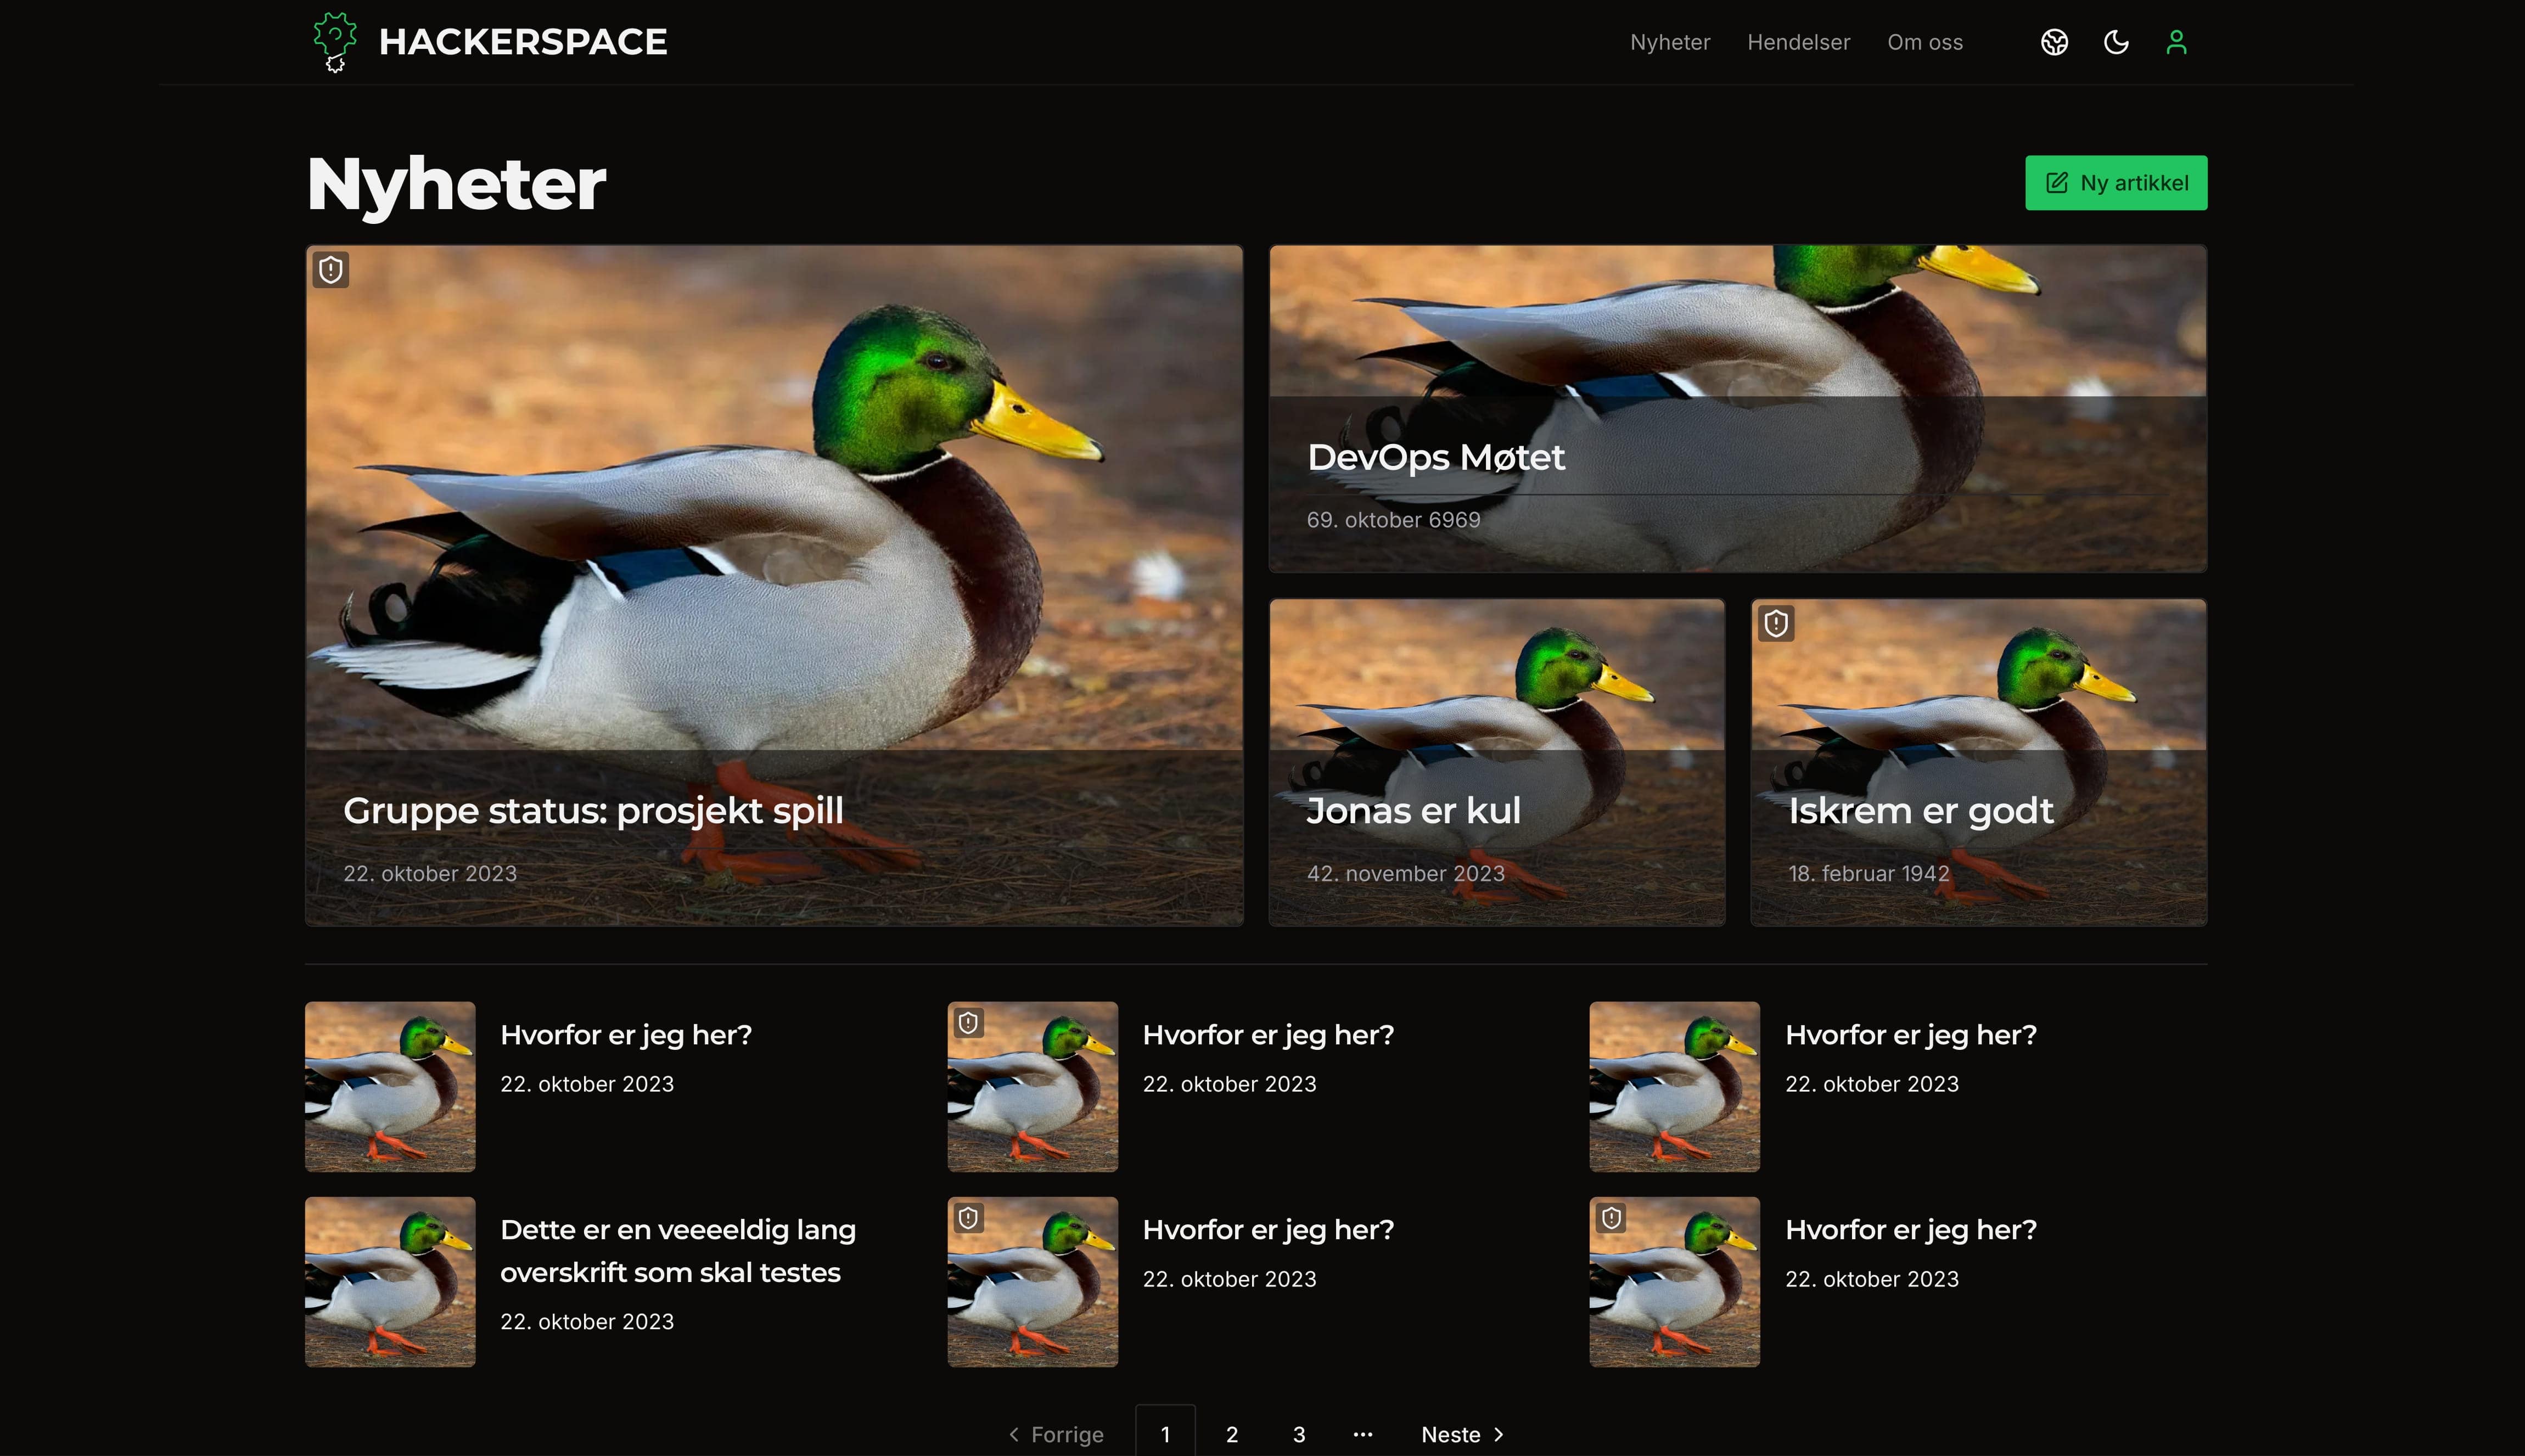 HACKERSPACE
Nyheter Hendelser Om oss
Nyheter
Ny artikkel
Gruppe status: prosjekt spill
22. oktober 2023
DevOps Møtet
69. oktober 6969
Jonas er kul
42. november 2023
Iskrem er godt
18. februar 1942
Hvorfor er jeg her?
22. oktober 2023
Hvorfor er jeg her?
22. oktober 2023
Hvorfor er jeg her?
22. oktober 2023
Dette er en veeeeldig lang
overskrift som skal testes
22. oktober 2023
Hvorfor er jeg her?
22. oktober 2023
Hvorfor er jeg her?
22. oktober 2023
Forrige 1 2 3 ... Neste